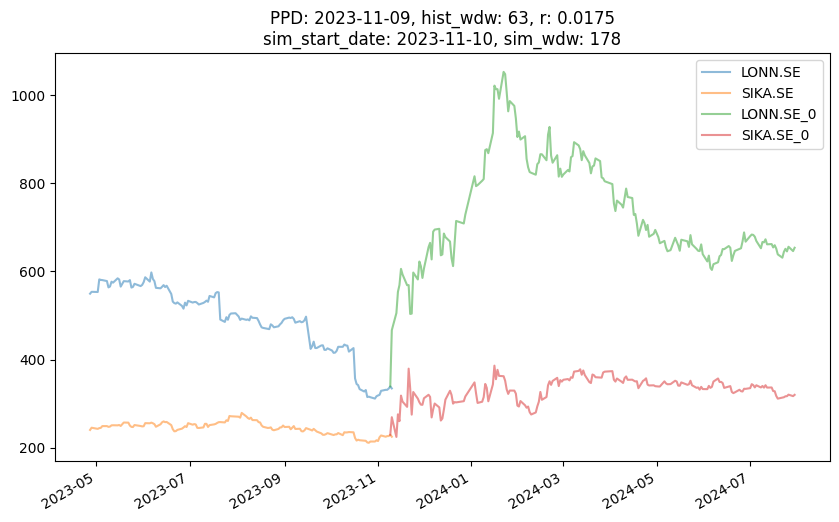 PPD: 2023-11-09, hist_wdw: 63, r: 0.0175
sim_start_date: 2023-11-10, sim_wdw: 178
LONN.SE
SIKA.SE
LONN.SE_0
SIKA.SE_0
1000
800
600
400
200
2023-05
2023-07
2023-09
2023-11
2024-01
2024-03
2024-05
2024-07